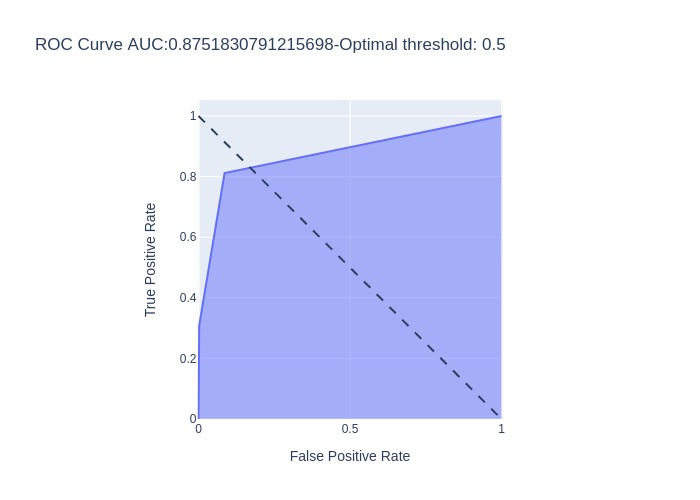 ROC Curve AUC:0.8751830791215698-Optimal threshold: 0.5
1
0.8
0.6
0.4
0.2
0
True Positive Rate
0 0.5 1
False Positive Rate